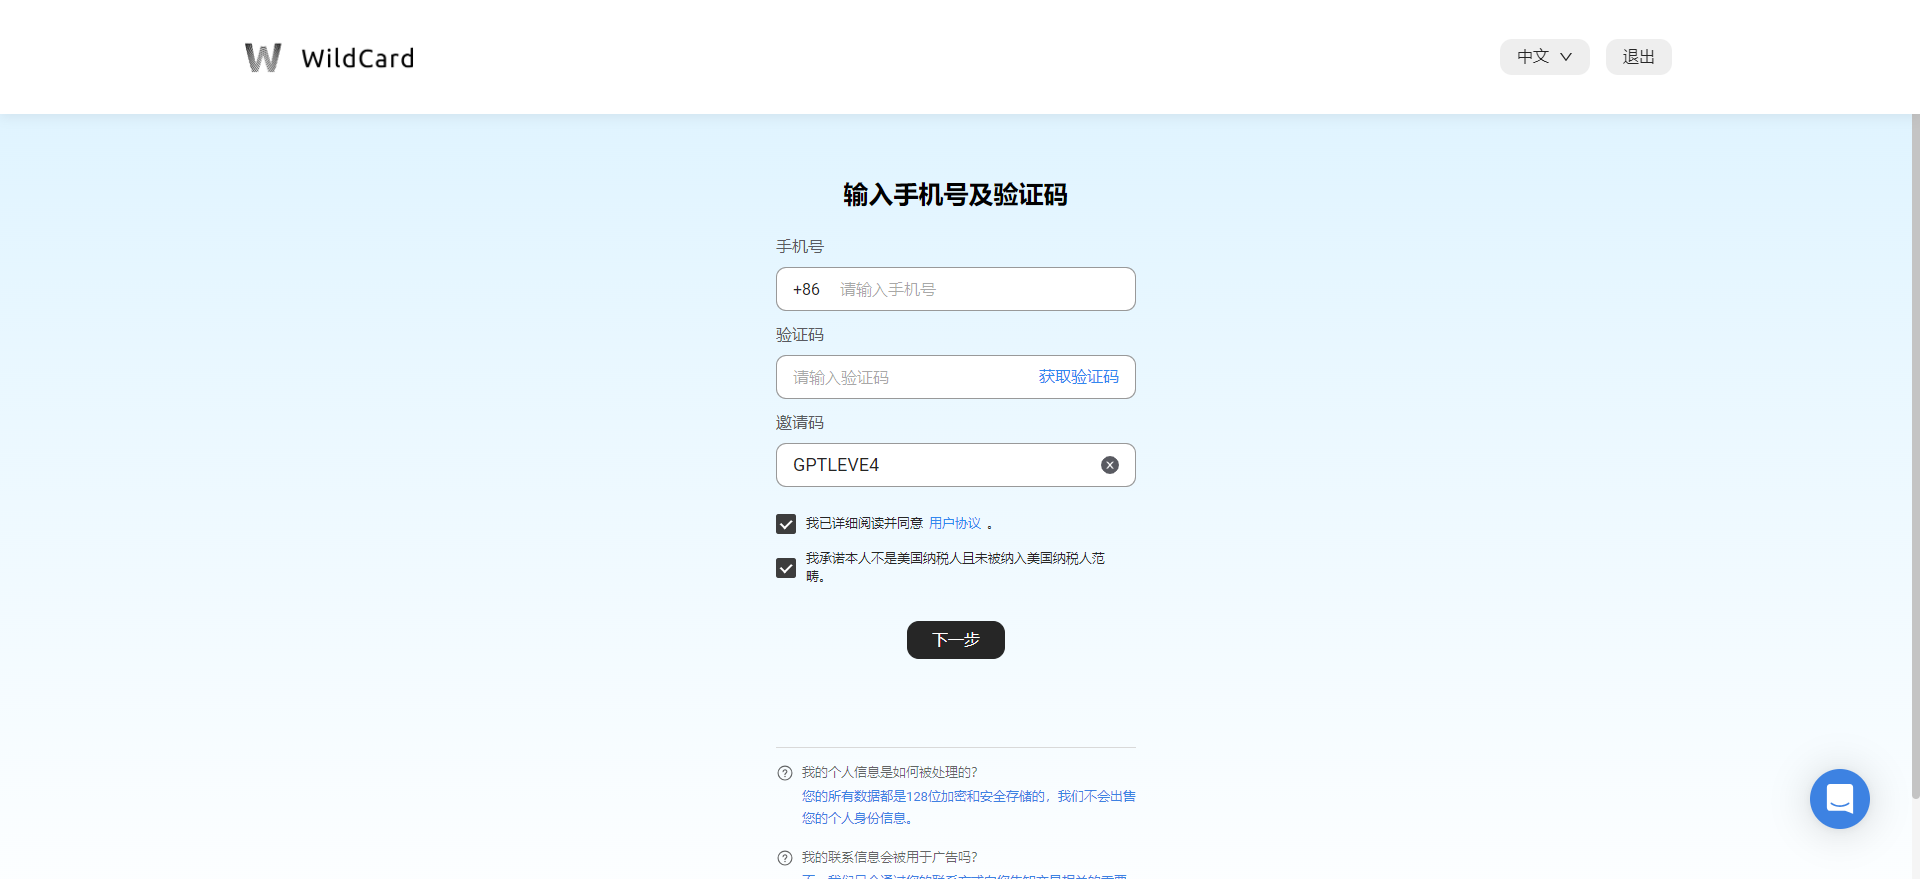 WildCard
中文
退出
输入手机号及验证码
手机号
+86 请输入手机号
验证码
请输入验证码 获取验证码
邀请码
GPTLEVE4
我已详细阅读并同意 用户协议 。
我承诺本人不是美国纳税人且未被纳入美国纳税人范
畴。
下一步
我的个人信息是如何被处理的?
您的所有数据都是128位加密和安全存储的，我们不会出售
您的个人身份信息。
我的联系信息会被用于广告吗?